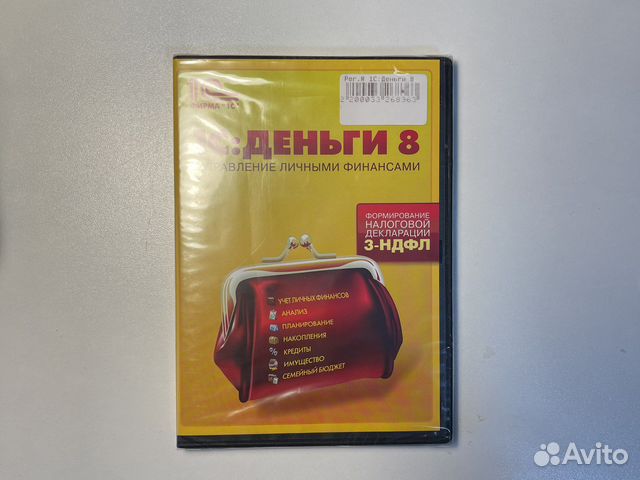 Рег.№ 1С:Деньги 8
2200033268363
ФИРМА "1С"
1С:ДЕНЬГИ 8
УПРАВЛЕНИЕ ЛИЧНЫМИ ФИНАНСАМИ
ФОРМИРОВАНИЕ
НАЛОГОВОЙ
ДЕКЛАРАЦИИ
3-НДФЛ
УЧЕТ ЛИЧНЫХ ФИНАНСОВ
АНАЛИЗ
ПЛАНИРОВАНИЕ
НАКОПЛЕНИЯ
КРЕДИТЫ
ИМУЩЕСТВО
СЕМЕЙНЫЙ БЮДЖЕТ
Avito